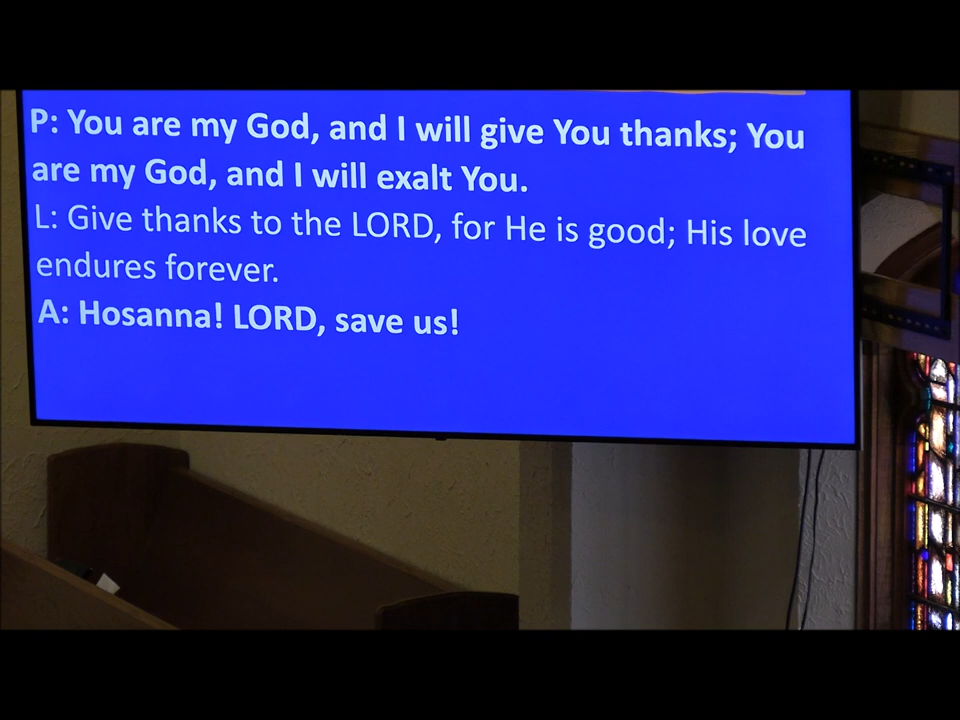 P: You are my God, and I will give You thanks; You
are my God, and I will exalt You.
L: Give thanks to the LORD, for He is good; His love
endures forever.
A: Hosanna! LORD, save us!